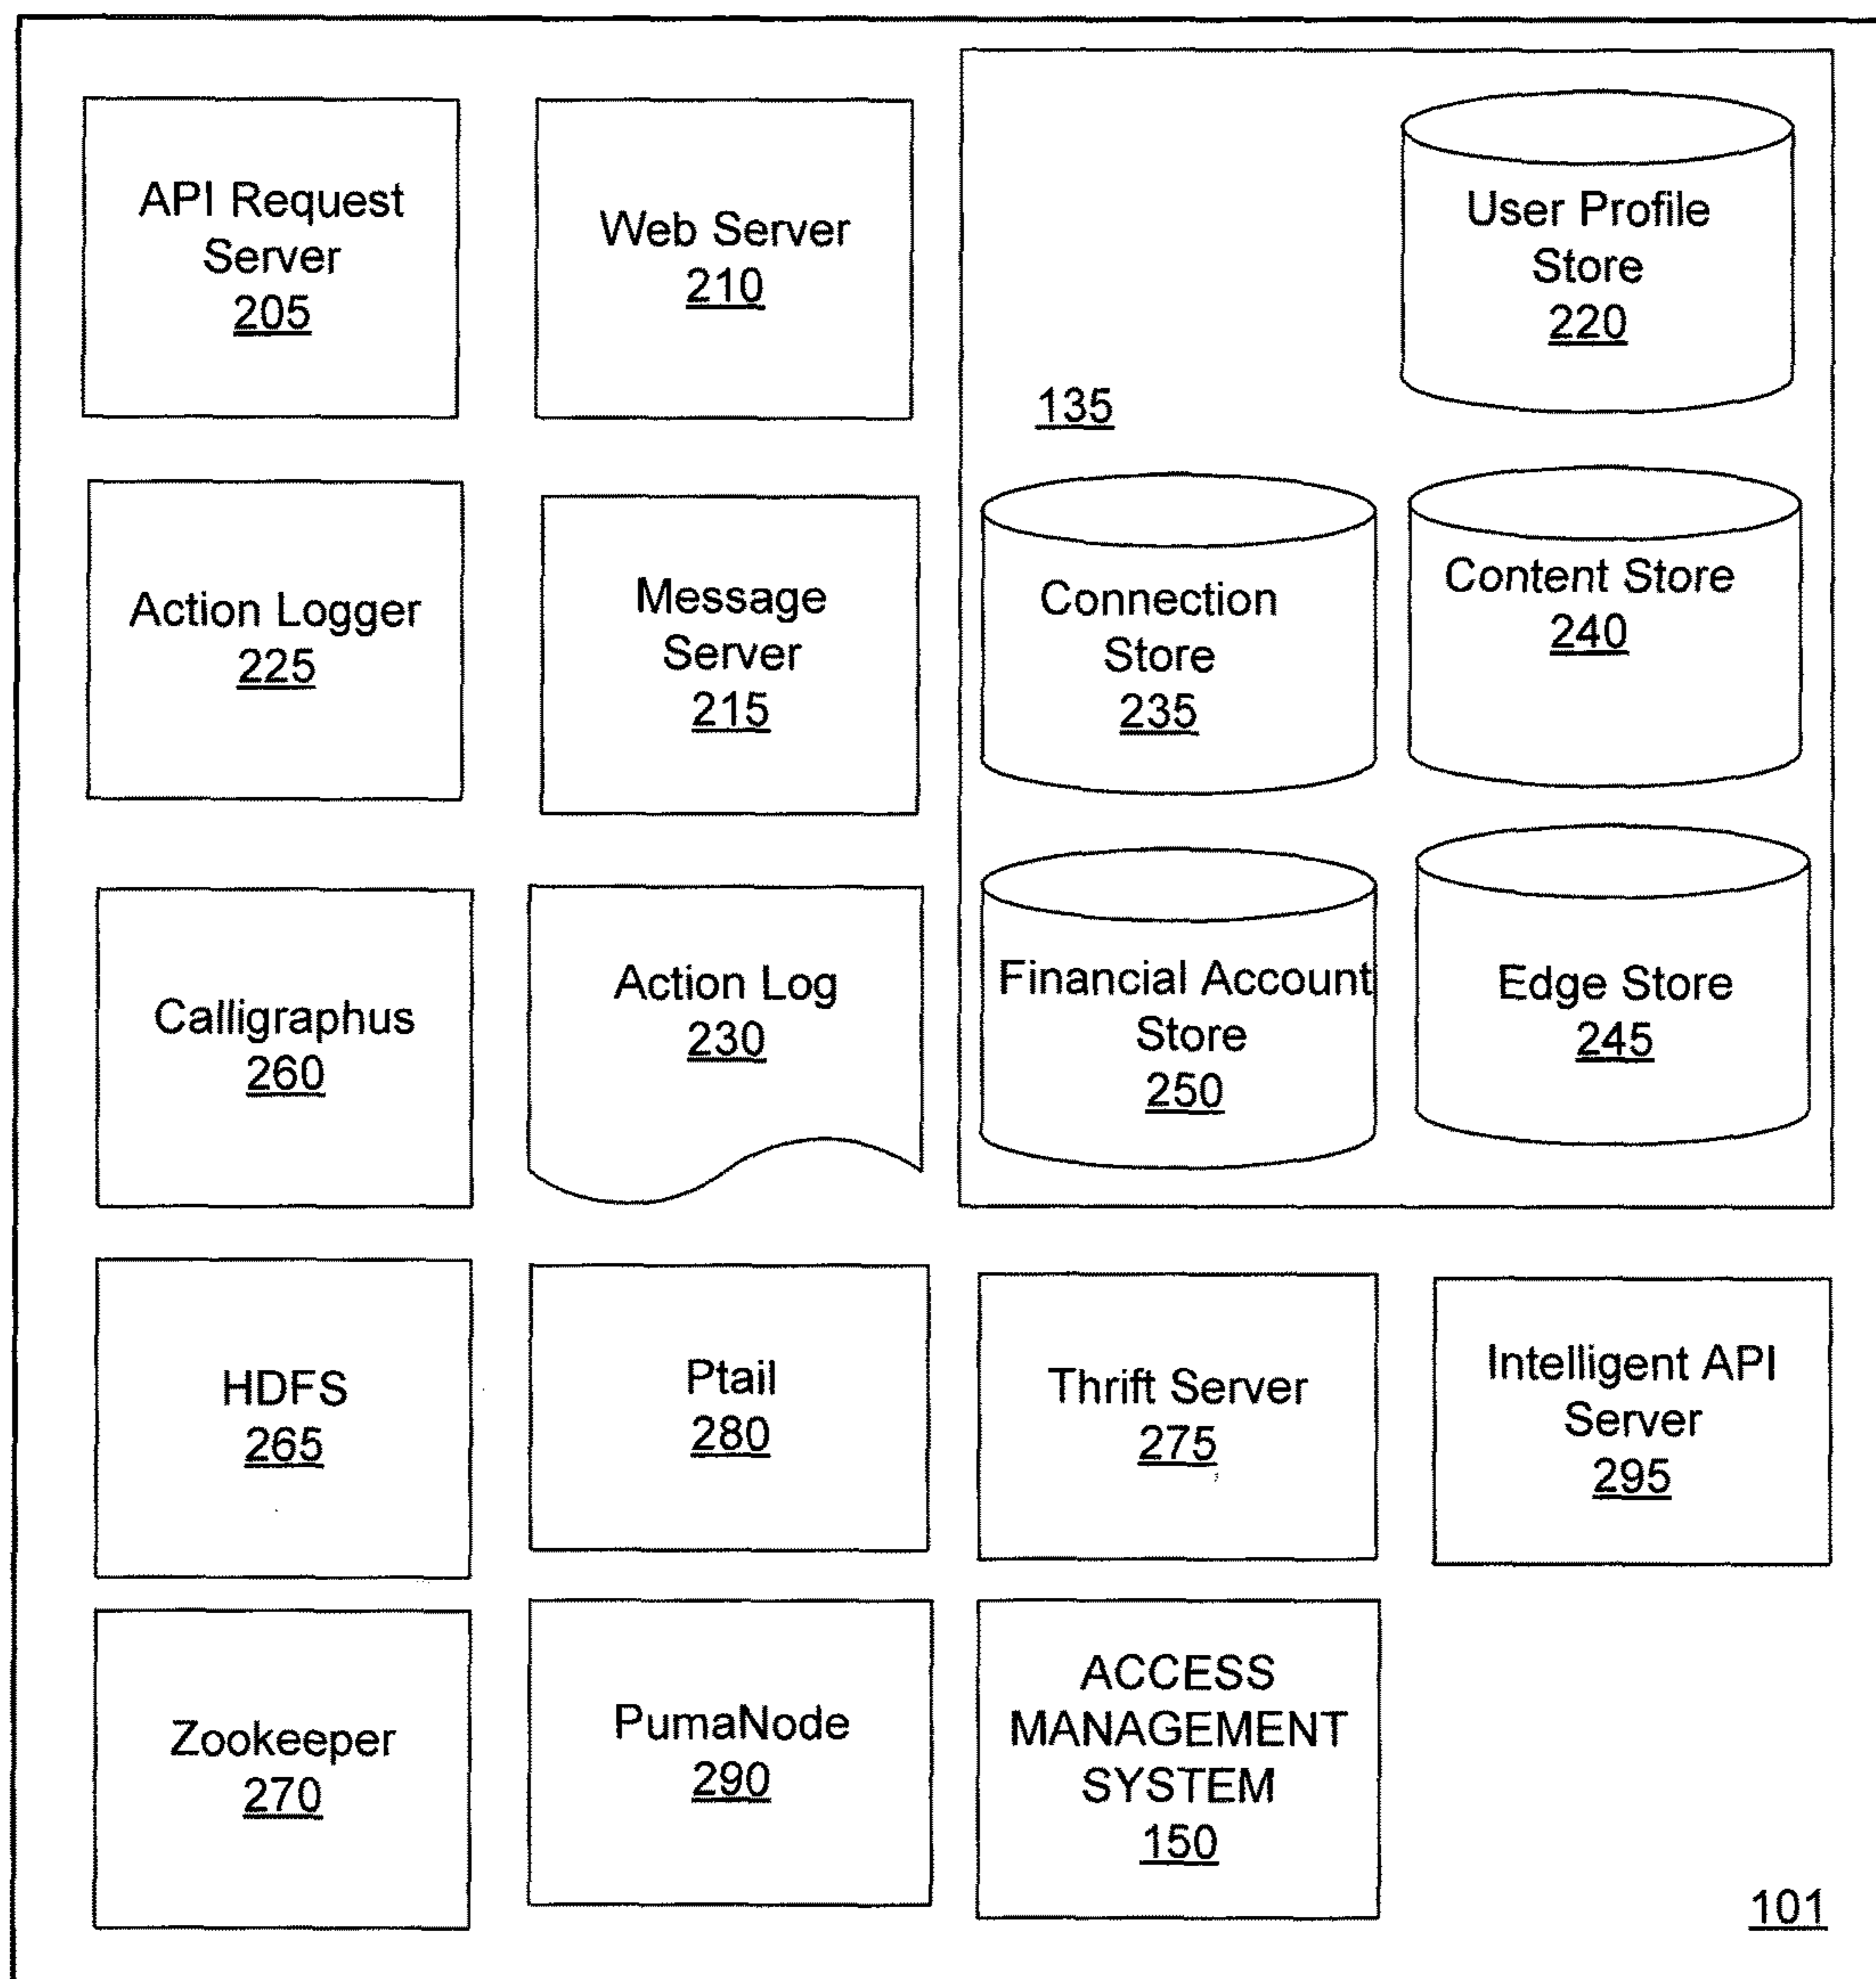 API Request
Server
205
Web Server
210
User Profile
Store
220
135
Action Logger
225
Message
Server
215
Connection
Store
235
Content Store
240
Calligraphus
260
Action Log
230
Financial Account
Store
250
Edge Store
245
HDFS
265
Ptail
280
Thrift Server
275
Intelligent API
Server
295
Zookeeper
270
PumaNode
290
ACCESS
MANAGEMENT
SYSTEM
150
101